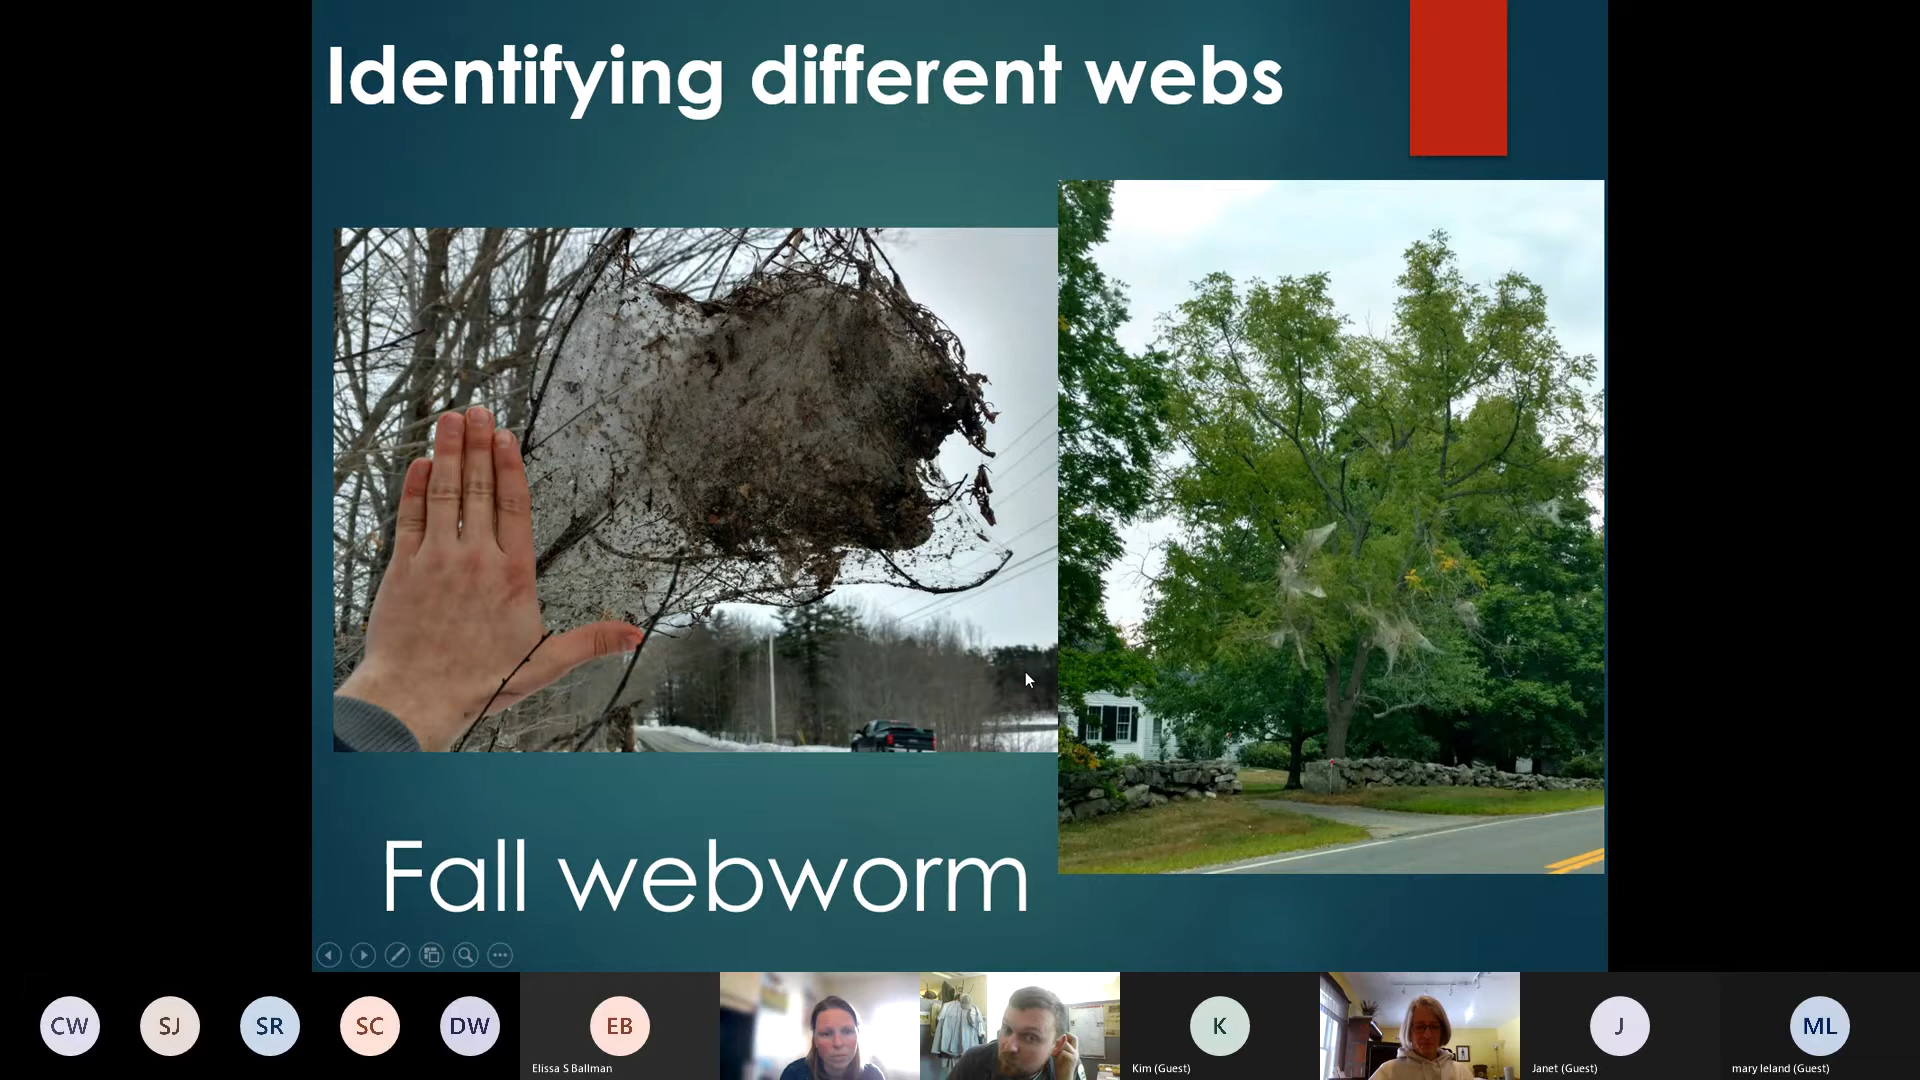 Identifying different webs
Fall webworm
CW
SJ
SR
SC
DW
EB
Elissa S Ballman
K
Kim (Guest)
J
Janet (Guest)
ML
mary leland (Guest)